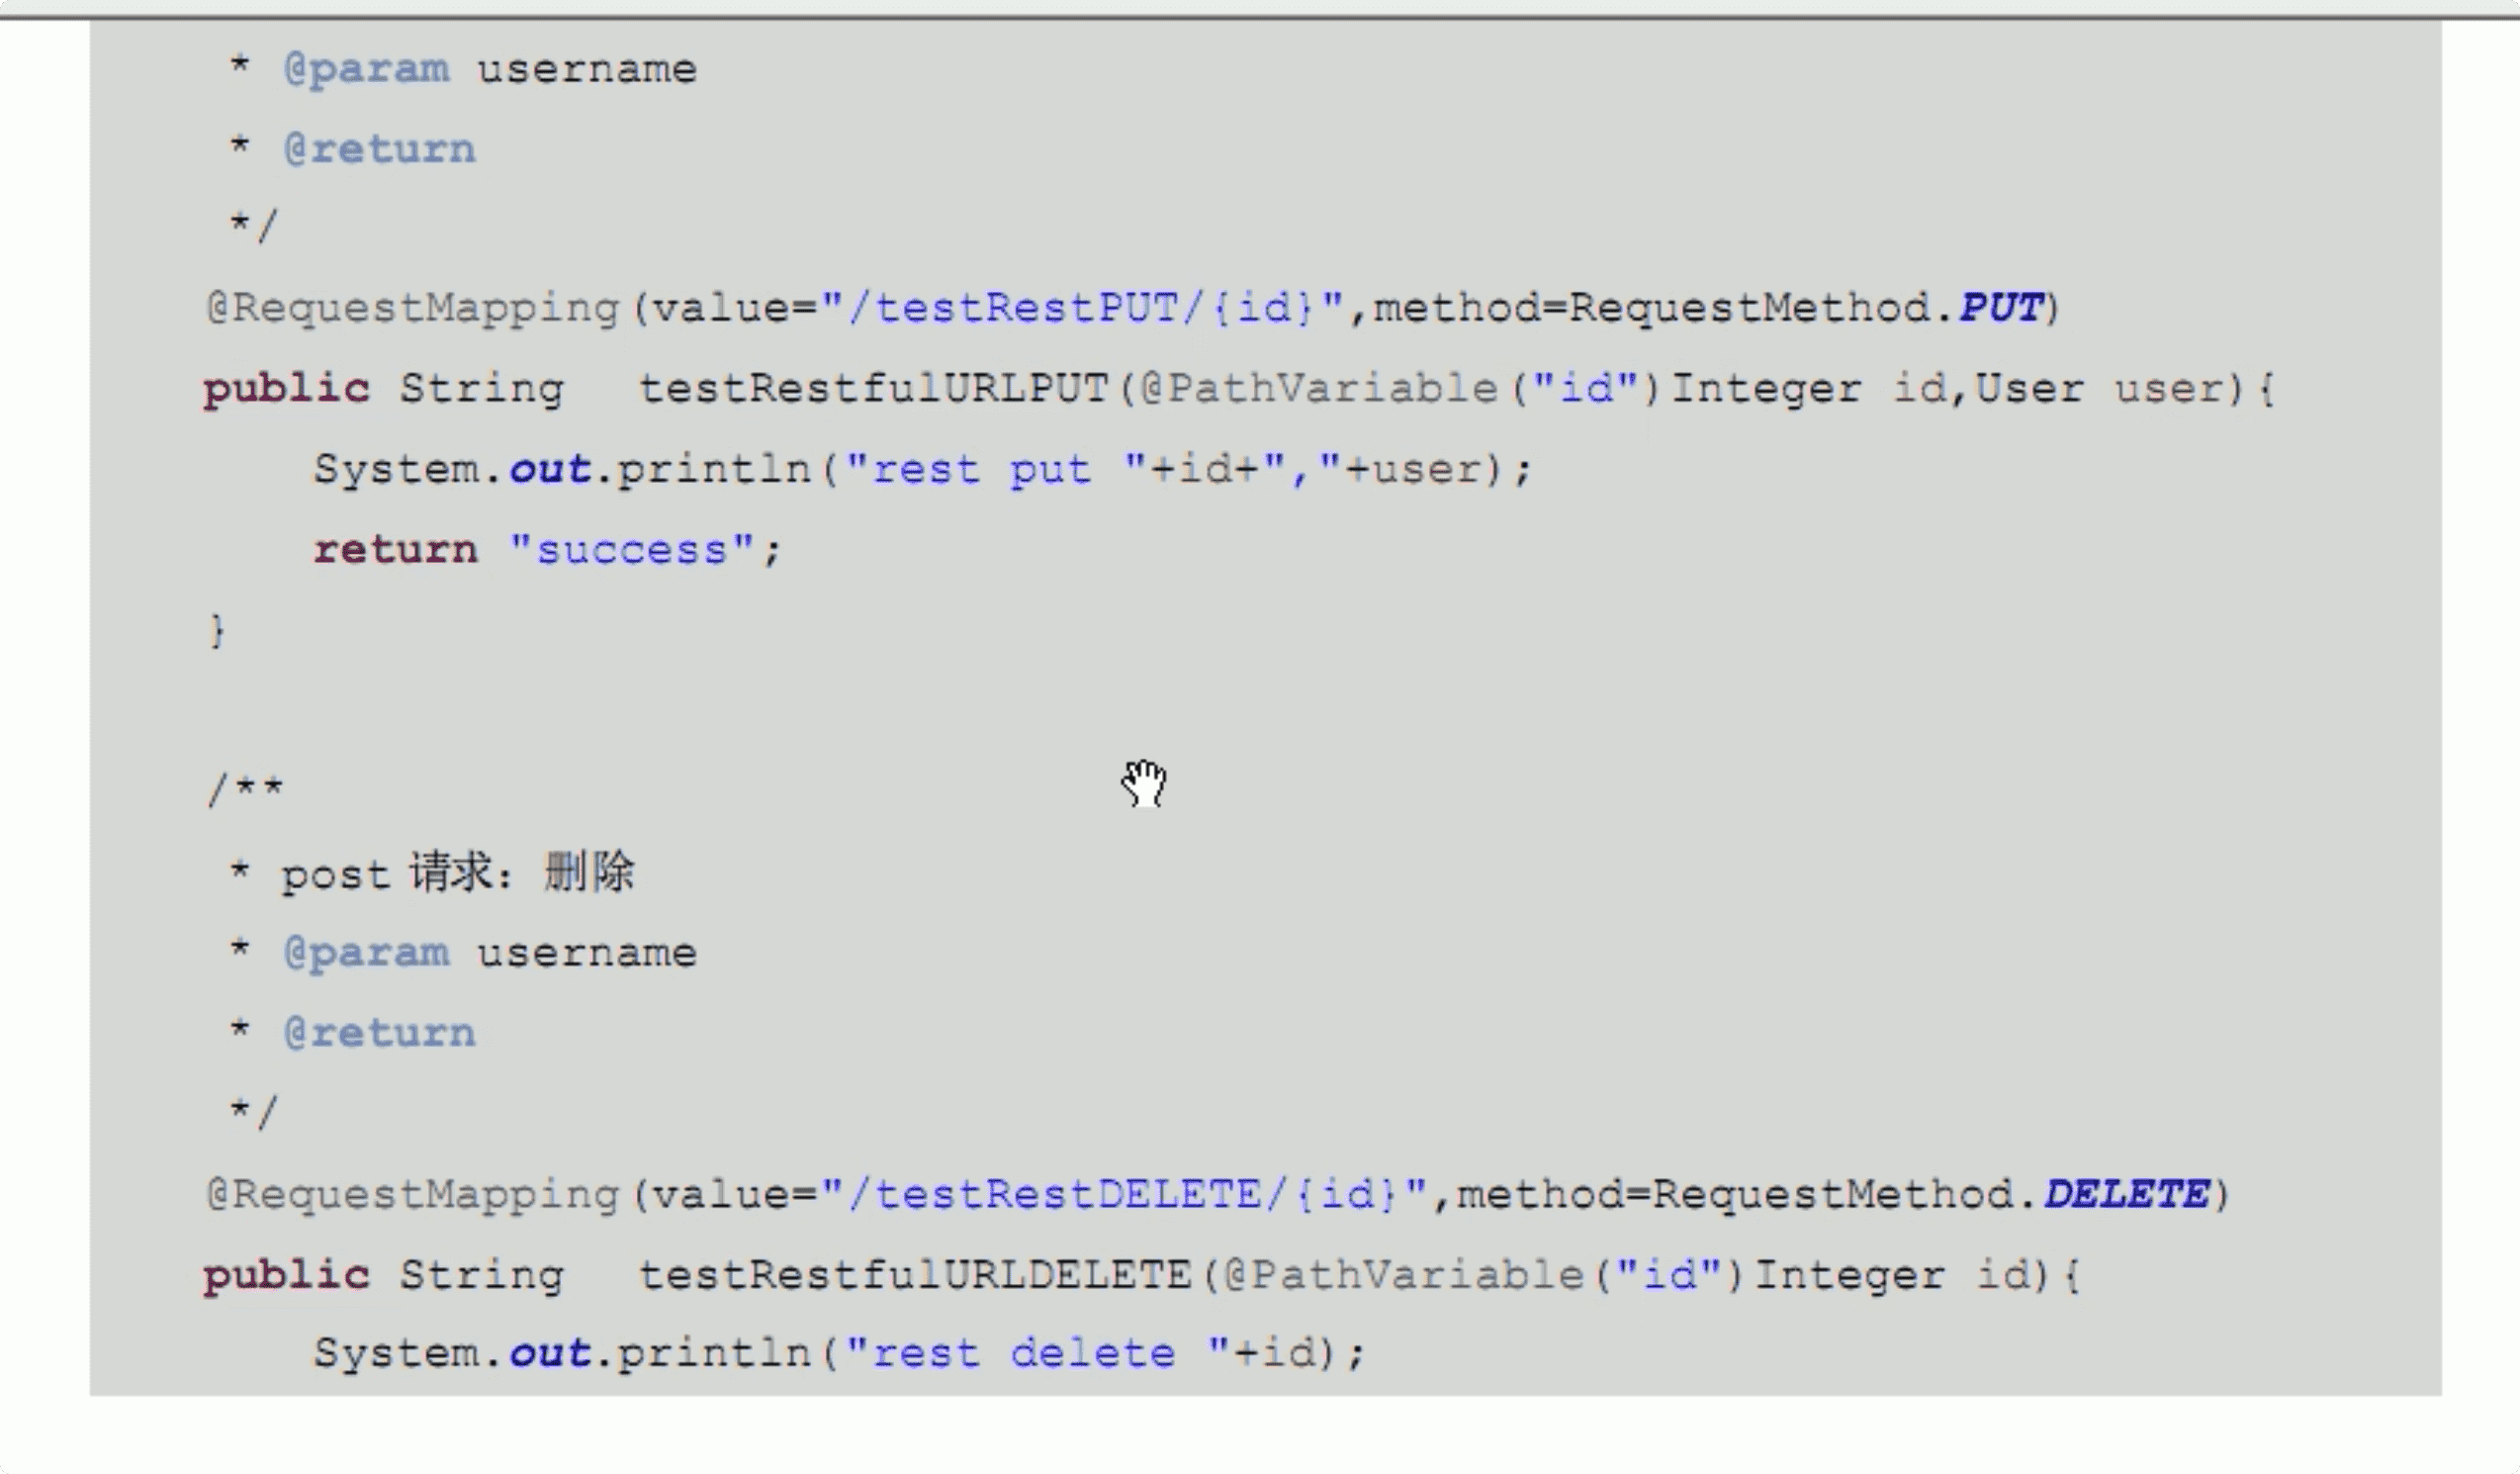 * @param username
* @return
*/
@RequestMapping(value="/testRestPUT/{id}",method=RequestMethod.PUT)
public String testRestfulURLPUT(@PathVariable("id")Integer id,User user){
System.out.println("rest put "+id+","+user);
return "success";
}
/**
* post 请求：删除
* @param username
* @return
*/
@RequestMapping(value="/testRestDELETE/{id}",method=RequestMethod.DELETE)
public String testRestfulURLDELETE(@PathVariable("id")Integer id){
System.out.println("rest delete "+id);